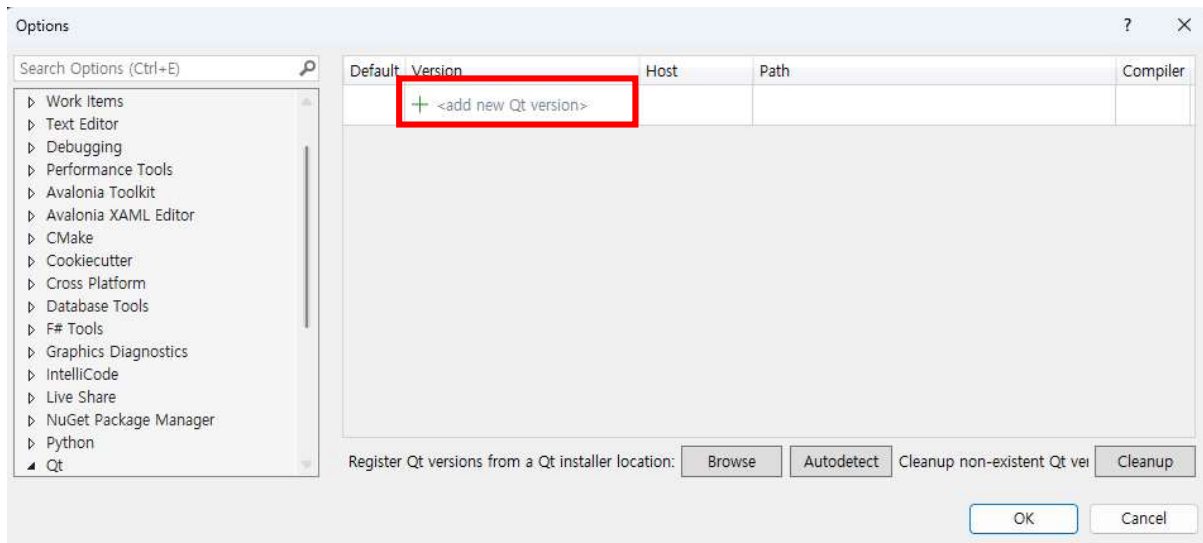 Options
?
Search Options (Ctrl+E)
Work Items
Text Editor
Debugging
Performance Tools
Avalonia Toolkit
Avalonia XAML Editor
CMake
Cookiecutter
Cross Platform
Database Tools
F# Tools
Graphics Diagnostics
IntelliCode
Live Share
NuGet Package Manager
Python
Qt
Default Version Host Path Compiler
+ <add new Qt version>
Register Qt versions from a Qt installer location: Browse Autodetect Cleanup non-existent Qt ver Cleanup
OK Cancel